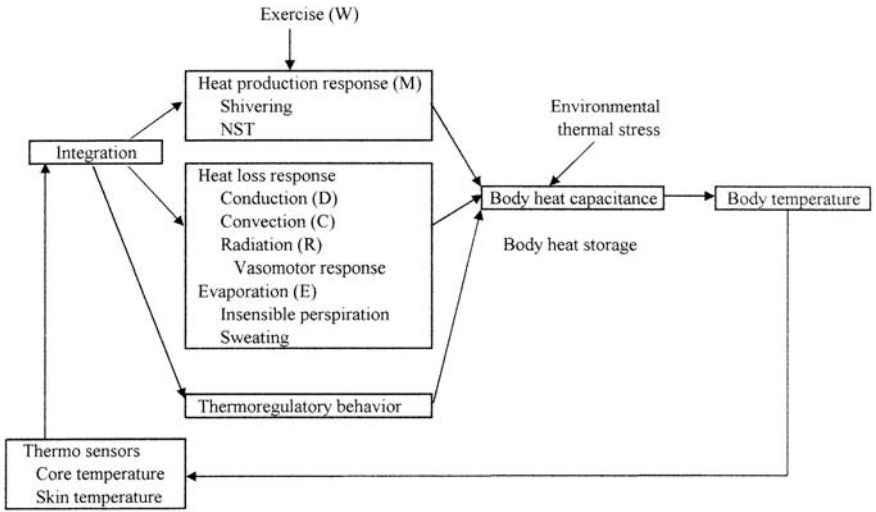 Exercise (W)
Heat production response (M)
Shivering
NST
Environmental
thermal stress
Integration
Heat loss response
Conduction (D)
Convection (C)
Radiation (R)
Vasomotor response
Evaporation (E)
Insensible perspiration
Sweating
Body heat capacitance
Body temperature
Body heat storage
Thermoregulatory behavior
Thermo sensors
Core temperature
Skin temperature